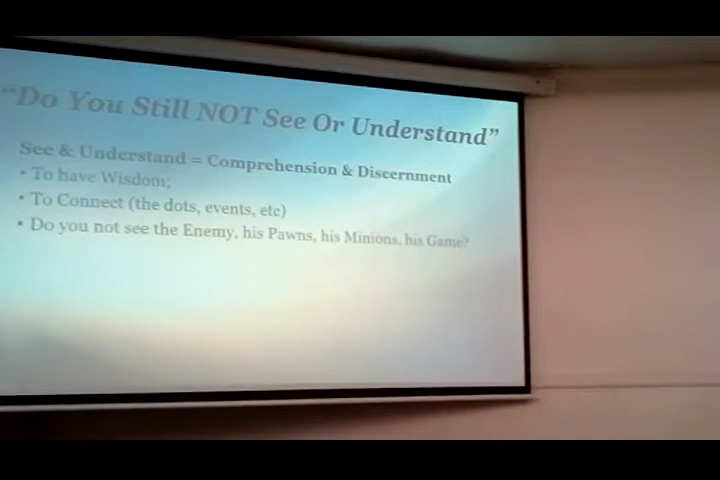 “Do You Still NOT See Or Understand”
See & Understand = Comprehension & Discernment
• To have Wisdom;
• To Connect (the dots, events, etc)
• Do you not see the Enemy, his Pawns, his Minions, his Game?